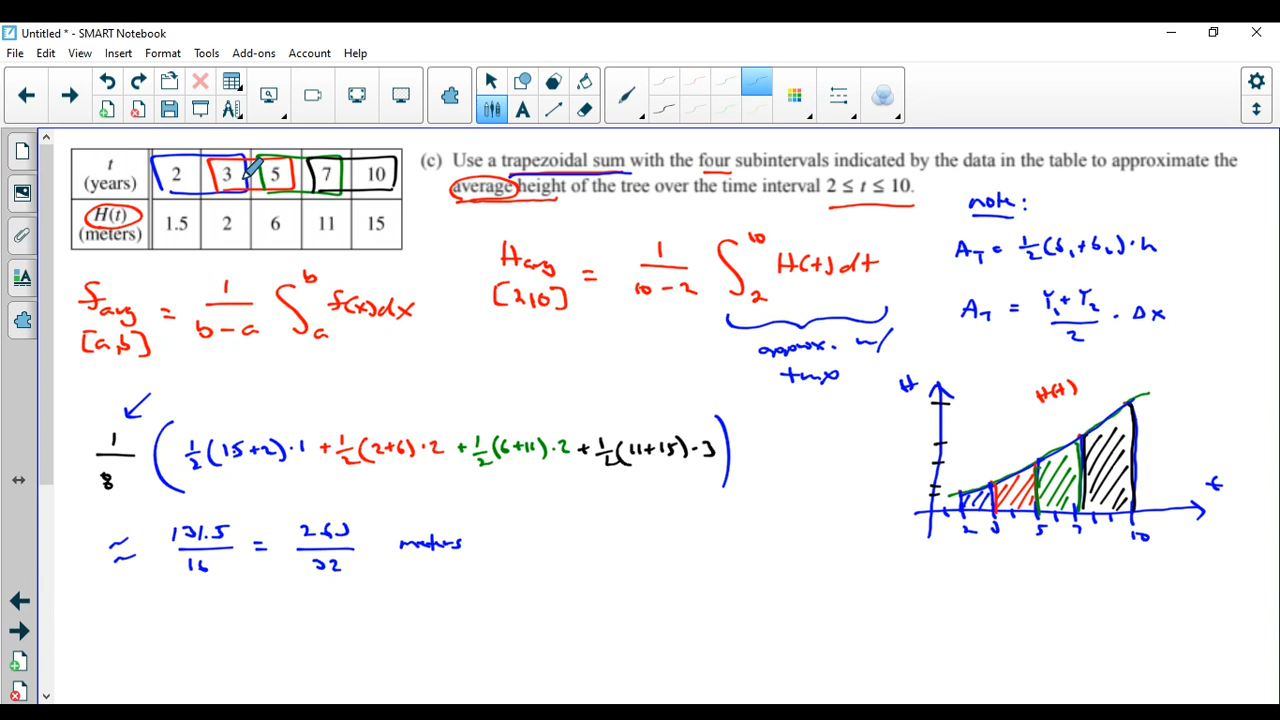 Untitled * - SMART Notebook
File Edit View Insert Format Tools Add-ons Account Help
t (years) 2 3 5 7 10
H(t) (meters) 1.5 2 6 11 15
(c) Use a trapezoidal sum with the four subintervals indicated by the data in the table to approximate the
average height of the tree over the time interval 2 ≤ t ≤ 10.
note:
A_T = 1/2 (b₁+b₂)·h
A_T = (Y₁+Y₂)/2 · Δx
f avg [a,b] = 1/(b-a) ∫_a^b f(x)dx
H avg [2,10] = 1/(10-2) ∫_2^10 H(t)dt
approx. w/
trap
1/8 ( 1/2(15+2)·1 + 1/2(2+6)·2 + 1/2(6+11)·2 + 1/2(11+15)·3 )
≈ 131.5/16 = 263/32 meters
H
H(t)
t
2 3 5 7 10